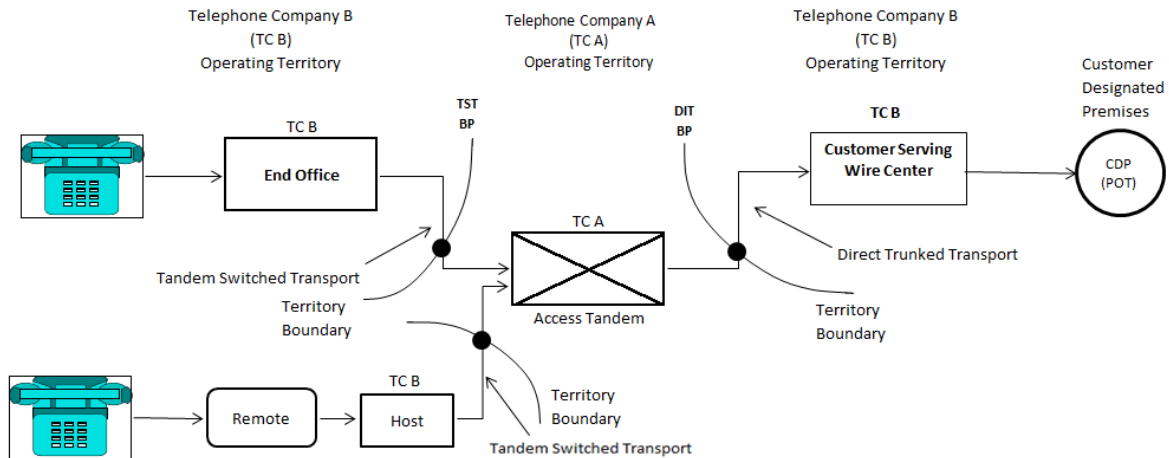 Telephone Company B
(TC B)
Operating Territory
Telephone Company A
(TC A)
Operating Territory
Telephone Company B
(TC B)
Operating Territory
Customer
Designated
Premises
TST
BP
DIT
BP
TC B
End Office
TC B
Customer Serving
Wire Center
CDP
(POT)
TC A
Tandem Switched Transport
Direct Trunked Transport
Territory
Boundary
Access Tandem
Territory
Boundary
TC B
Remote
Host
Territory
Boundary
Tandem Switched Transport